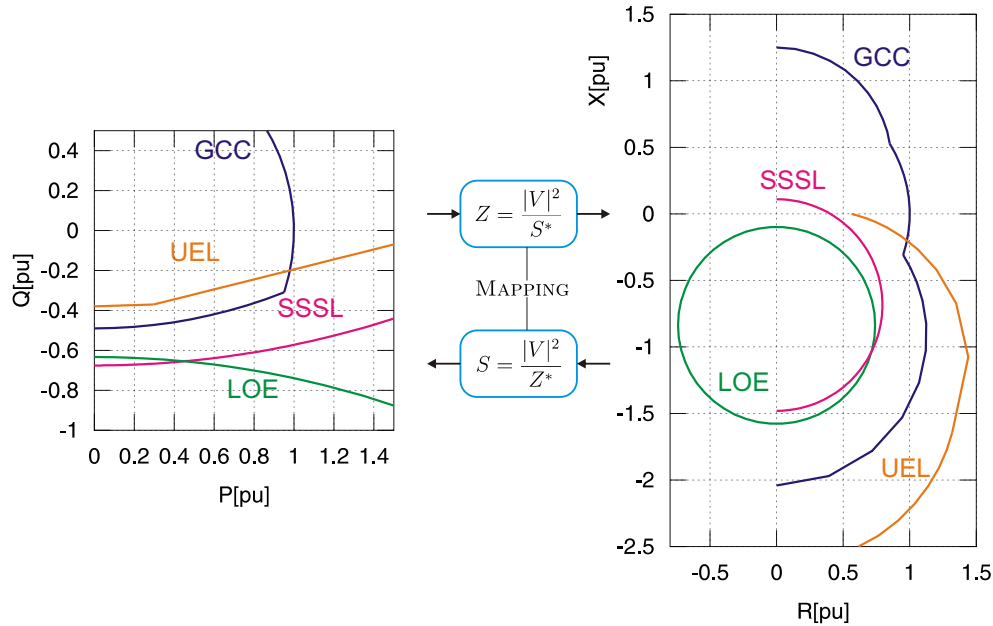 GCC
UEL
SSSL
LOE
Q[pu]
0.4
0.2
0
-0.2
-0.4
-0.6
-0.8
-1
0 0.2 0.4 0.6 0.8 1 1.2 1.4
P[pu]
Z = |V|² / S*
MAPPING
S = |V|² / Z*
X[pu]
1.5
1
0.5
0
-0.5
-1
-1.5
-2
-2.5
GCC
SSSL
LOE
UEL
-0.5 0 0.5 1 1.5
R[pu]